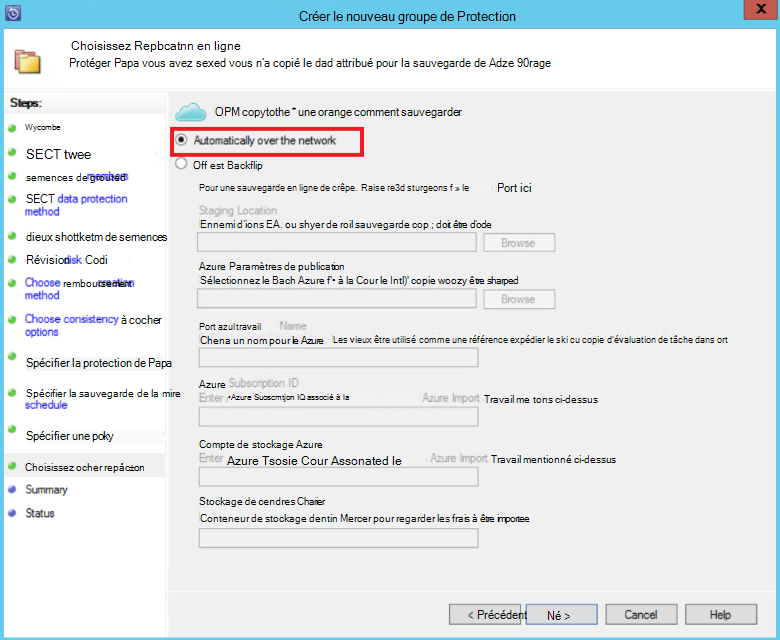 Créer le nouveau groupe de Protection
X
Choisissez Repbcatnn en ligne
Protéger Papa vous avez sexed vous n'a copié le dad attribué pour la sauvegarde de Adze 90rage
Steps:
Wycombe
SECT twee
semences de grouted members
SECT data protection
method
dieux shottketm de semences
Révision disk Codi
Choose remboursement creation
method
Choose consistency à cocher
options
Spécifier la protection de Papa
Spécifier la sauvegarde de la mire
schedule
Spécifier une poky
Choisissez ocher repâction
Summary
Status
OPM copytothe * une orange comment sauvegarder
Automatically over the network
Off est Backflip
Pour une sauvegarde en ligne de crêpe. Raise re3d sturgeons f » le Port ici
Staging Location
Ennemi d'ions EA. ou shyer de roil sauvegarde cop ; doit être d'ode
Browse
Azure Paramètres de publication
Sélectionnez le Bach Azure f'• à la Cour le Intl)' copie woozy être shaped
Browse
Port azultravail Name
Chena un nom pour le Azure Les vieux être utilisé comme une référence expédier le ski cu copie d'évaluation de tâche dans ort
Azure Subscription ID
Enter •Azure Suoscmtjon IQ associé à la Azure Import Travail me tons ci-dessus
Compte de stockage Azure
Enter Azure Tsosie Cour Assonated le Azure Import Travail mentionné ci-dessus
Stockage de cendres Charier
Conteneur de stockage dentin Mercer pour regarder les frais à être importee
< Précédent
Né >
Cancel
Help